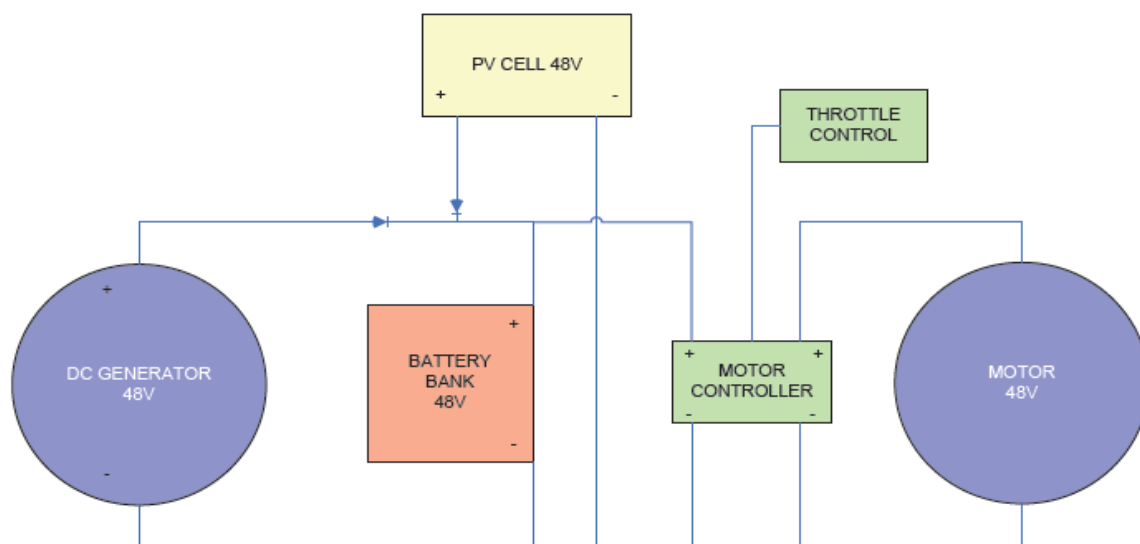 PV CELL 48V
+ -
THROTTLE
CONTROL
+
DC GENERATOR
48V
-
+
BATTERY
BANK
48V
-
+ +
MOTOR
CONTROLLER
- -
MOTOR
48V